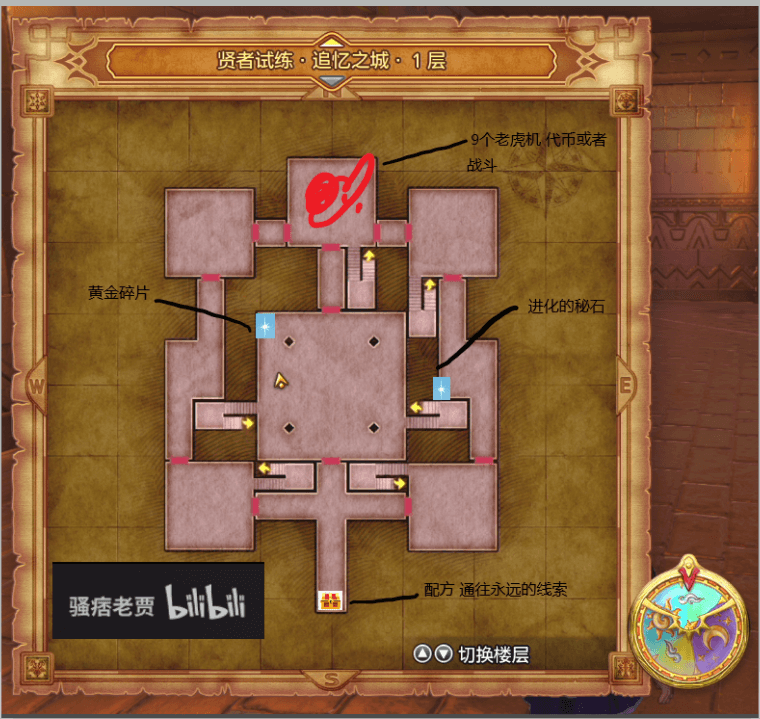 贤者试练·追忆之城·1层
N
9个老虎机 代币或者
战斗
黄金碎片
进化的秘石
W
E
配方 通往永远的线索
骚痞老贾 bilibili
切换楼层
S